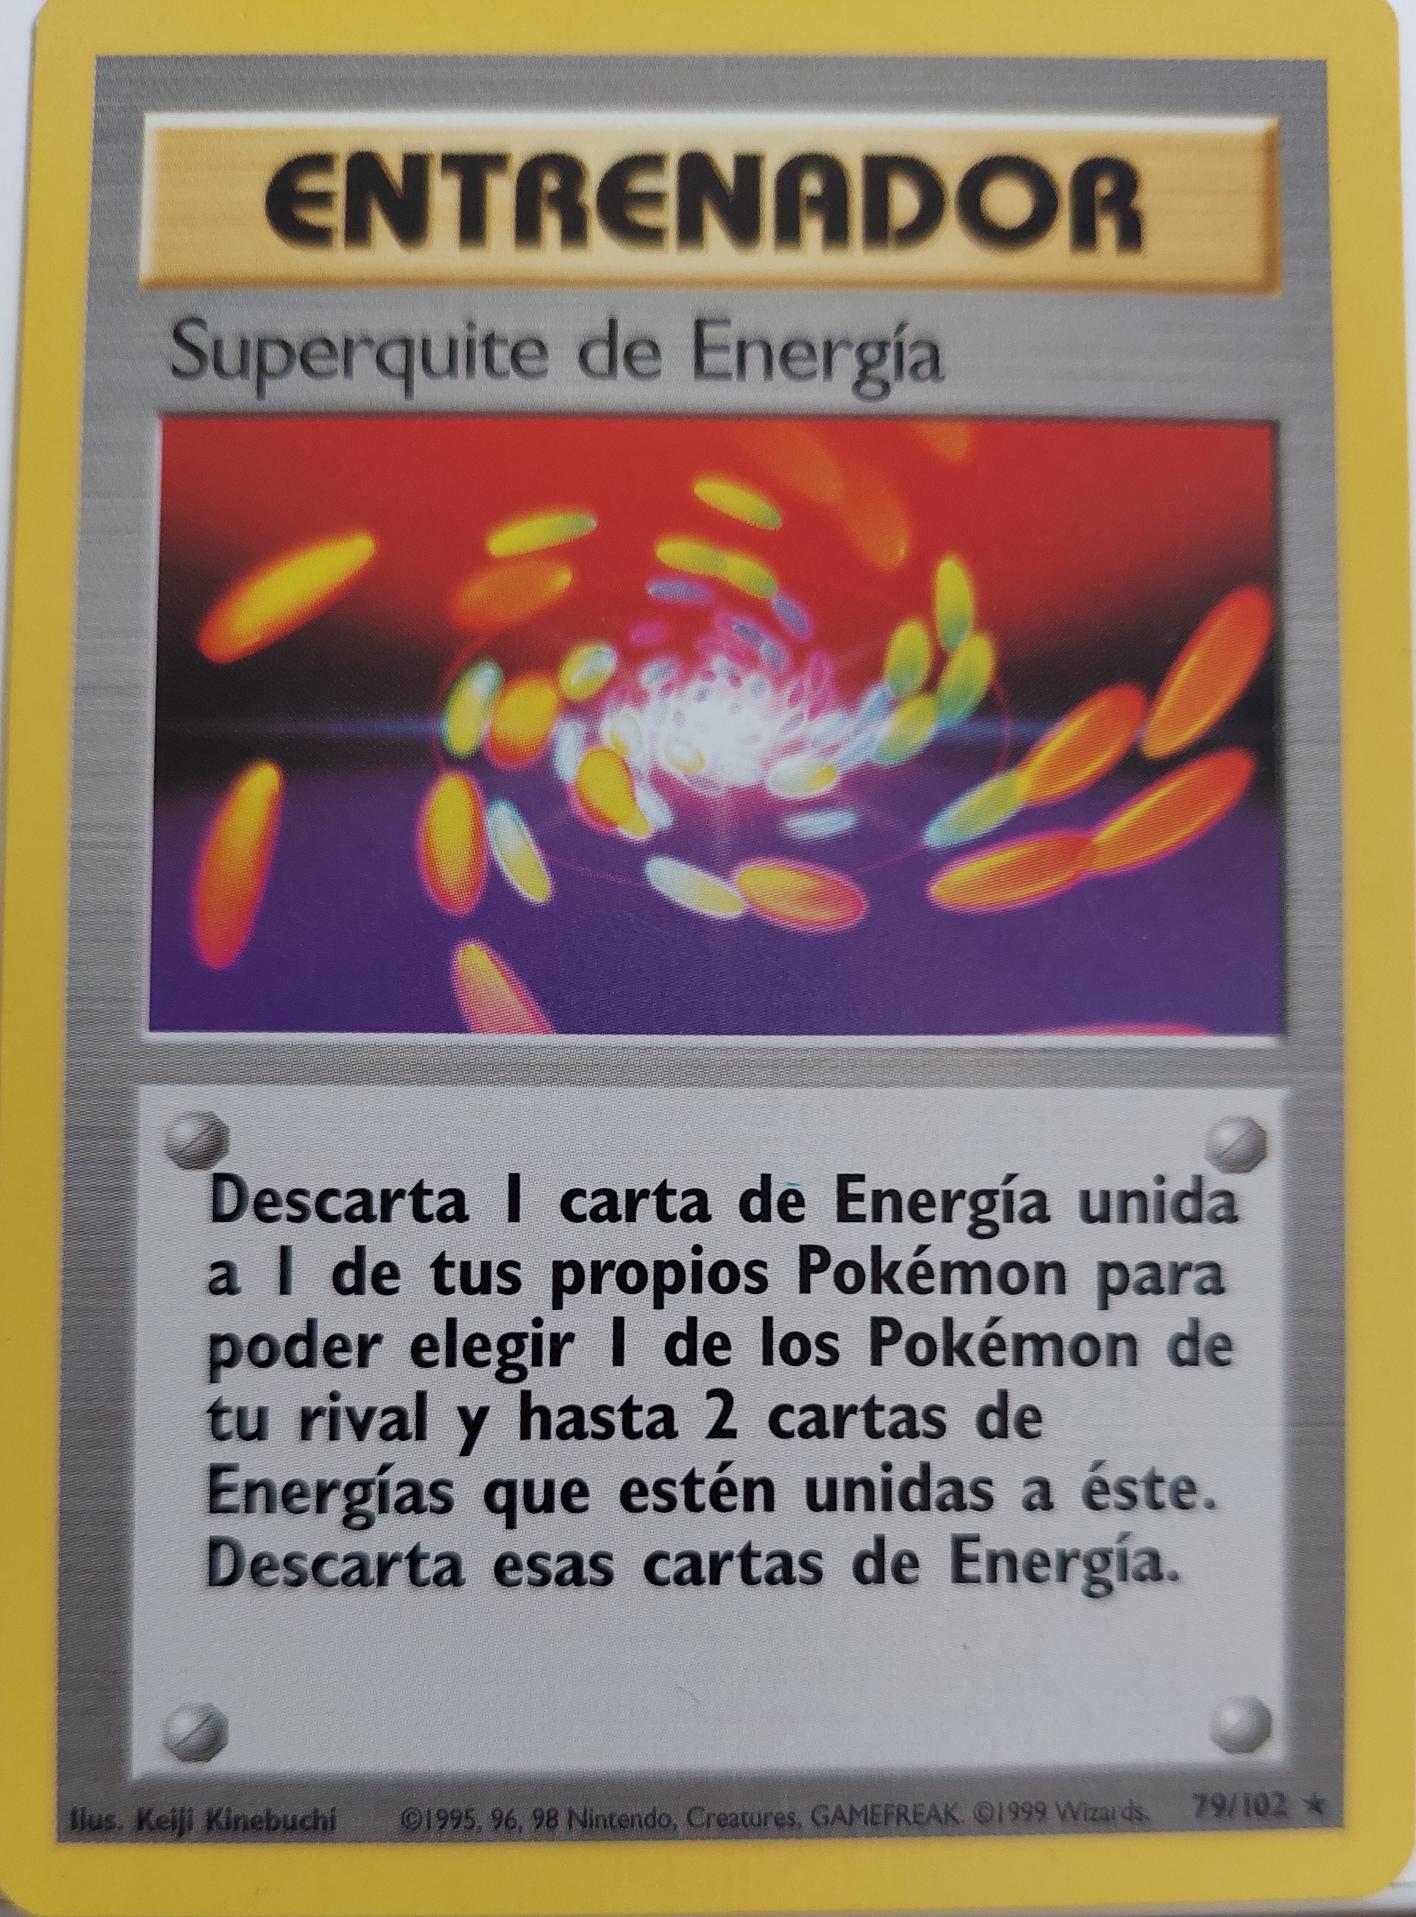 ENTRENADOR
Superquite de Energía
Descarta 1 carta de Energía unida
a 1 de tus propios Pokémon para
poder elegir 1 de los Pokémon de
tu rival y hasta 2 cartas de
Energías que estén unidas a éste.
Descarta esas cartas de Energía.
Ilus. Keiji Kinebuchi ©1995, 96, 98 Nintendo, Creatures, GAMEFREAK. ©1999 Wizards. 79/102 ★